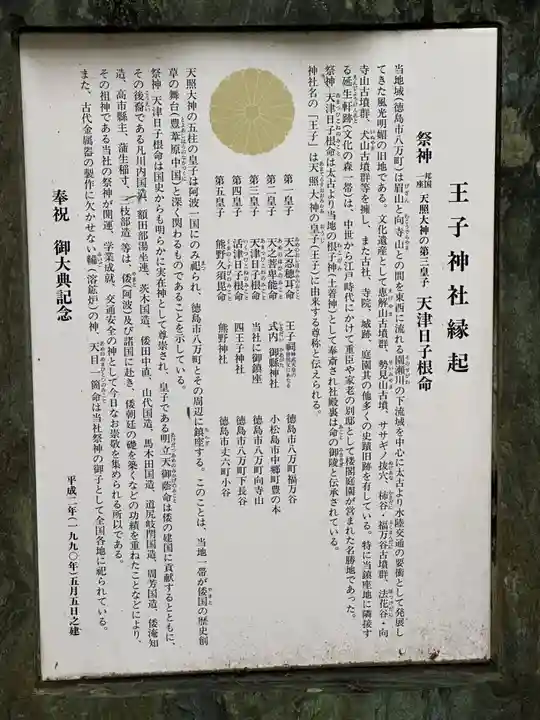 王子神社縁起
祭神 一邦国一座 天照大神の第三皇子 天津日子根命
当地域(徳島市八万町)は眉山と向寺山との間を東西に流れる園瀬川の下流域を中心に太古より水陸交通の要衝として発展し
てきた風光明媚の旧地である。文化遺産として恵解山古墳群、勢見山古墳、ササギノ抜穴、柿谷・福万谷古墳群、法花谷・向
寺山古墳群、犬山古墳群等を擁し、また古社、寺院、城跡、庭園其の他多くの史蹟旧跡を有している。特に当鎮座地に隣接す
る延生軒跡(文化の森一帯)は、中世から江戸時代にかけて重臣や家老の別邸として楼閣庭園が営まれた名勝地であった。
祭神 天津日子根命は太古より当地の根子神(土着神)として奉斎され社殿裏は命の御陵と伝承されている。
神社名の「王子」は天照大神の皇子(王子)に由来する尊称と伝えられる。
第一皇子 天之忍穂耳命 王子祠 徳島市八万町福万谷
第二皇子 天之菩卑能命 式内 御縣神社 小松島市中郷町豊の本
第三皇子 天津日子根命 当社に御鎮座 徳島市八万町向寺山
第四皇子 活津日子根命 四王子神社 徳島市八万町下長谷
第五皇子 熊野久須毘命 熊野神社 徳島市丈六町小谷
天照大神の五柱の皇子は阿波一国にのみ祀られ、徳島市八万町とその周辺に鎮座する。このことは、当地一帯が倭国の歴史創
草の舞台(豊葦原中国)と深く関わるものであることを示している。
祭神 天津日子根命は国史からも明らかに実在神として尊崇され、皇子である明立天御蔭命は倭の建国に貢献するとともに、
その後裔である凡川内国造、額田部湯坐連、茨木国造、倭田中直、山代国造、馬木田国造、道尻岐閇国造、周芳国造、倭淹知
造、高市縣主、蒲生稲寸、三枝部造 等は、倭(阿波)及び諸国に赴き、倭朝廷の礎を築くなどの功績を重ねたことなどにより、
その祖神である当社の祭神が開運、学業成就、交通安全の神として今日なお崇敬を集められる所以である。
また、古代金属器の製作に欠かせない鞴(溶鉱炉)の神、天目一箇命は当社祭神の御子として全国各地に祀られている。
奉祝 御大典記念
平成二年(一九九〇年)五月五日之建